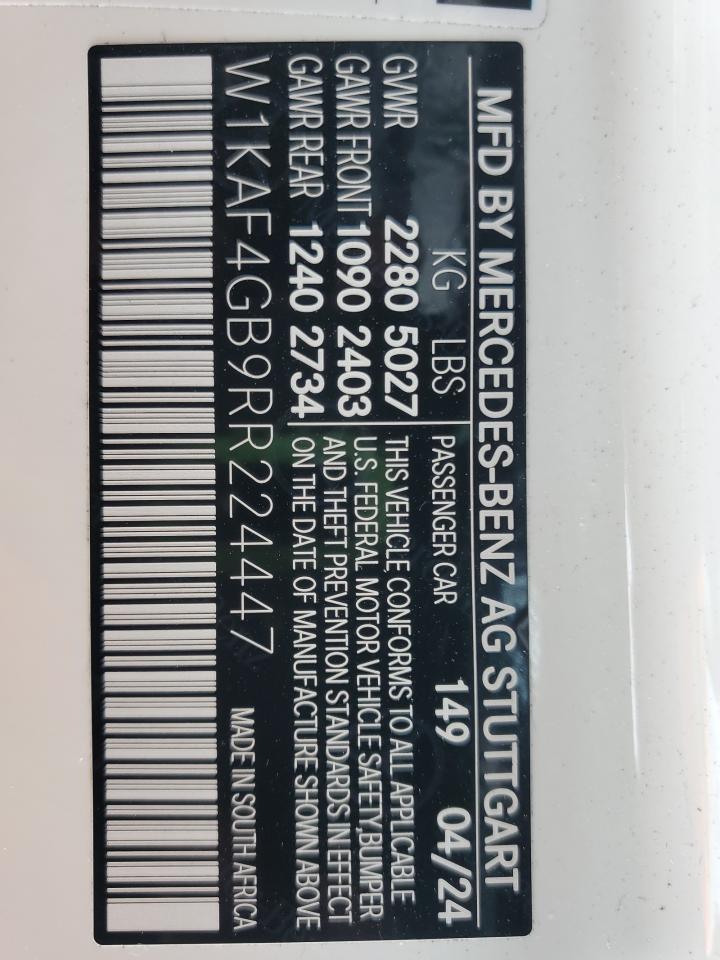 MFD BY MERCEDES-BENZ AG STUTTGART
KG LBS PASSENGER CAR 149 04/24
GVWR 2280 5027 THIS VEHICLE CONFORMS TO ALL APPLICABLE
GAWR FRONT 1090 2403 U.S. FEDERAL MOTOR VEHICLE SAFETY,BUMPER
AND THEFT PREVENTION STANDARDS IN EFFECT
GAWR REAR 1240 2734 ON THE DATE OF MANUFACTURE SHOWN ABOVE
W1KAF4GB9RR22447 MADE IN SOUTH AFRICA